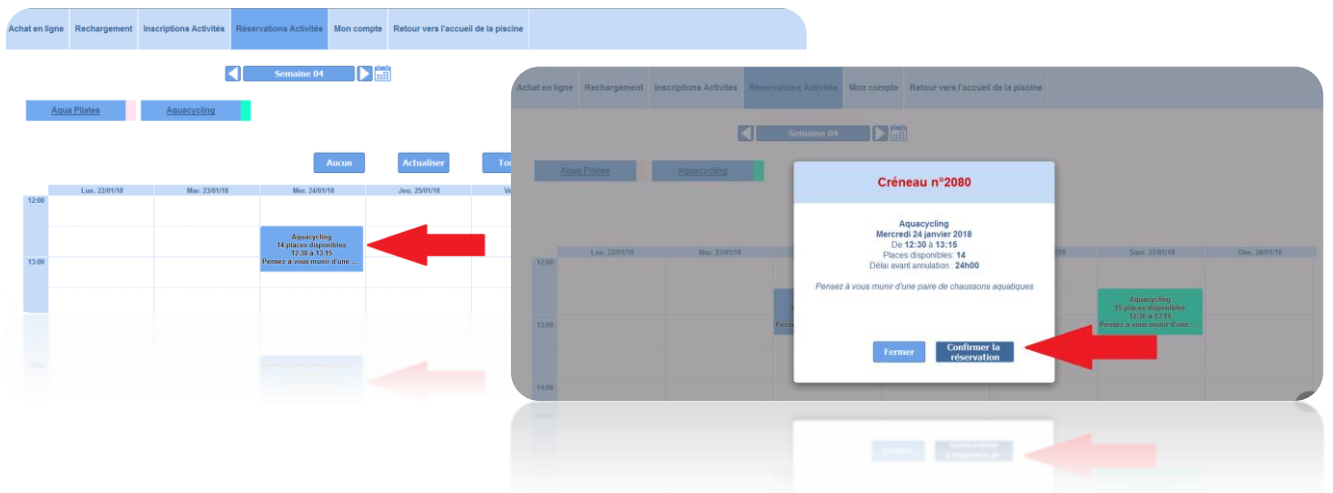 Achat en ligne Rechargement Inscriptions Activités Réservations Activités Mon compte Retour vers l'accueil de la piscine
Semaine 04
Aqua Pilates Aquacycling
Aucun Actualiser
Lun. 22/01/18 Mar. 23/01/18 Mer. 24/01/18 Jeu. 25/01/18
12:00
Aquacycling
14 places disponibles
12:30 à 13:15
Pensez à vous munir d'une ...
13:00
Achat en ligne Rechargement Inscriptions Activités Réservations Activités Mon compte Retour vers l'accueil de la piscine
Semaine 04
Aqua Pilates Aquacycling
Lun. 22/01/18 Mar. 23/01/18 Sam. 27/01/18 Dim. 28/01/18
12:00
13:00
14:00
Créneau n°2080
Aquacycling
Mercredi 24 janvier 2018
De 12:30 à 13:15
Places disponibles: 14
Délai avant annulation : 24h00
Pensez à vous munir d'une paire de chaussons aquatiques
Fermer
Confirmer la
réservation
Aquacycling
15 places disponibles
12:30 à 13:15
Pensez à vous munir d'une ...